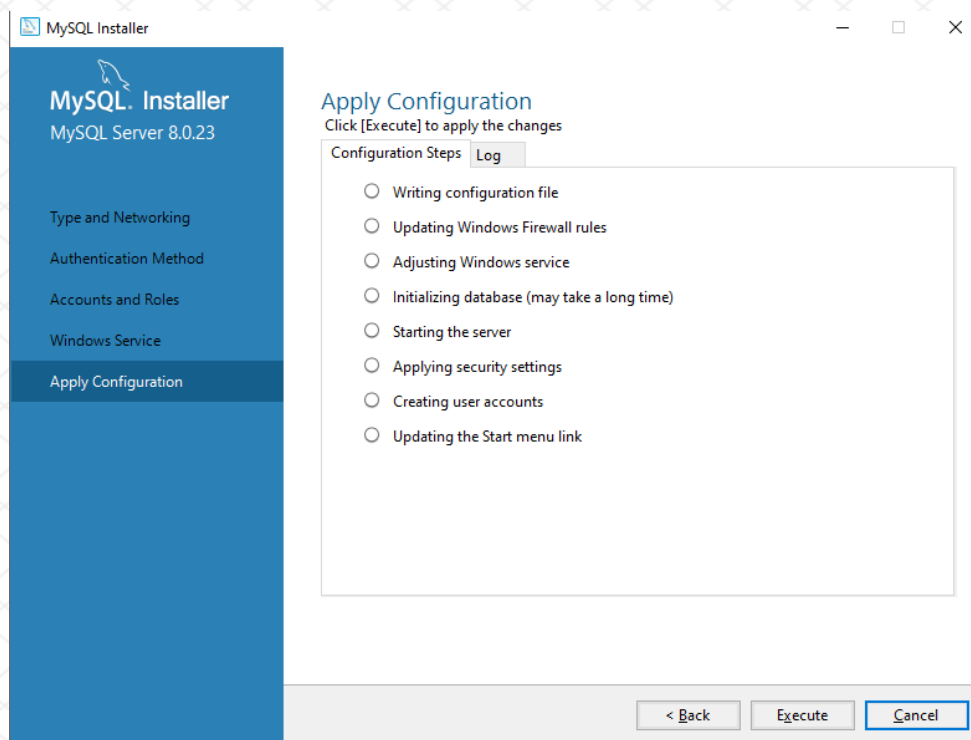 MySQL Installer
MySQL. Installer
MySQL Server 8.0.23
Type and Networking
Authentication Method
Accounts and Roles
Windows Service
Apply Configuration
Apply Configuration
Click [Execute] to apply the changes
Configuration Steps Log
Writing configuration file
Updating Windows Firewall rules
Adjusting Windows service
Initializing database (may take a long time)
Starting the server
Applying security settings
Creating user accounts
Updating the Start menu link
< Back Execute Cancel